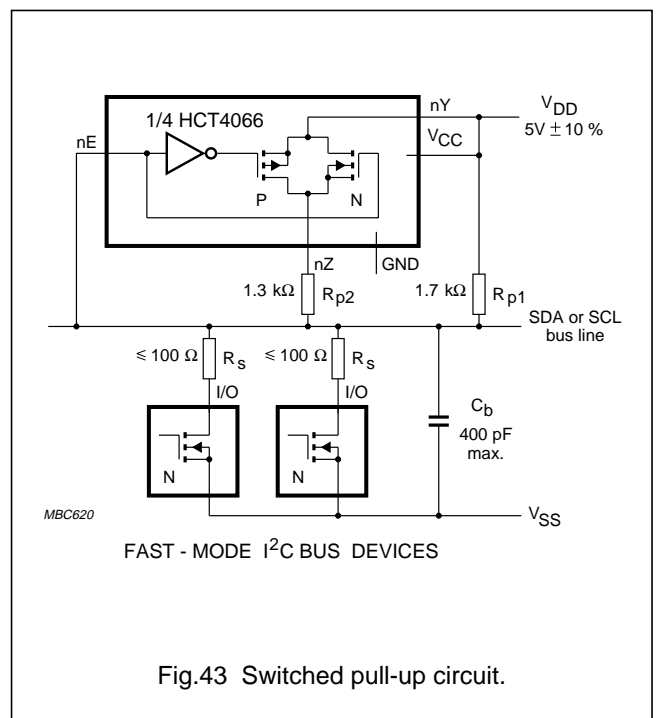 1/4 HCT4066
nY
V_DD
5V ± 10 %
nE
V_CC
P
N
nZ
GND
1.3 kΩ
R_p2
1.7 kΩ
R_p1
SDA or SCL
bus line
≤ 100 Ω
R_s
≤ 100 Ω
R_s
I/O
I/O
C_b
400 pF
max.
N
N
MBC620
V_SS
FAST - MODE I²C BUS DEVICES
Fig.43 Switched pull-up circuit.